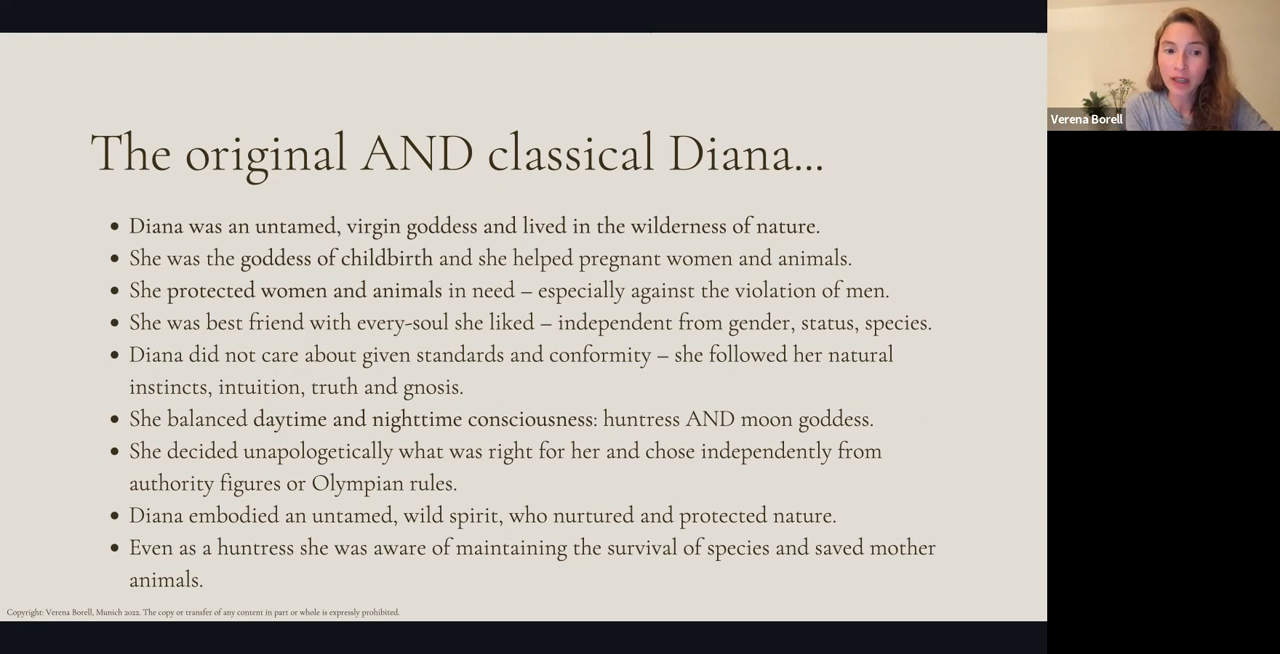 The original AND classical Diana...
• Diana was an untamed, virgin goddess and lived in the wilderness of nature.
• She was the goddess of childbirth and she helped pregnant women and animals.
• She protected women and animals in need – especially against the violation of men.
• She was best friend with every-soul she liked – independent from gender, status, species.
• Diana did not care about given standards and conformity – she followed her natural
instincts, intuition, truth and gnosis.
• She balanced daytime and nighttime consciousness: huntress AND moon goddess.
• She decided unapologetically what was right for her and chose independently from
authority figures or Olympian rules.
• Diana embodied an untamed, wild spirit, who nurtured and protected nature.
• Even as a huntress she was aware of maintaining the survival of species and saved mother
animals.
Copyright: Verena Borell, Munich 2022. The copy or transfer of any content in part or whole is expressly prohibited.
Verena Borell